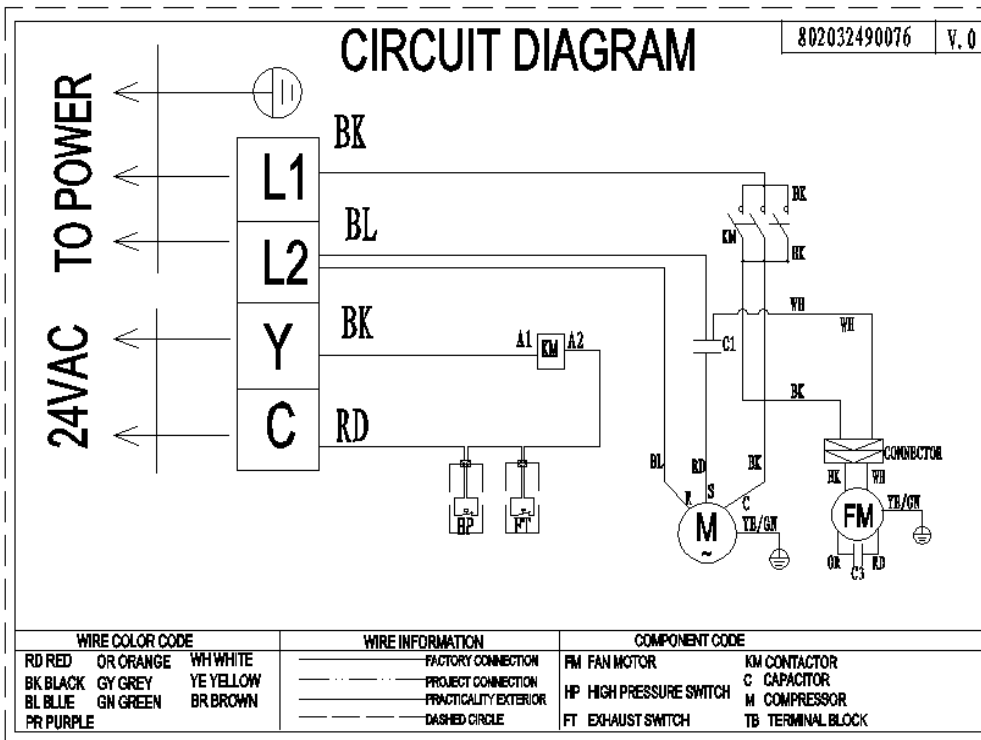 CIRCUIT DIAGRAM
802032490076 V.0
TO POWER
24VAC
L1
L2
Y
C
BK
BL
BK
RD
BK
KM
BK
WH
WH
A1 KM A2
C1
BK
CONNECTOR
BL RD BK
R S C
M
~
YE/GN
BK WH
FM
YE/GN
OR C3 RD
HP FT
WIRE COLOR CODE
RD RED OR ORANGE WH WHITE
BK BLACK GY GREY YE YELLOW
BL BLUE GN GREEN BR BROWN
PR PURPLE
WIRE INFORMATION
FACTORY CONNECTION
PROJECT CONNECTION
PRACTICALITY EXTERIOR
DASHED CIRCLE
COMPONENT CODE
FM FAN MOTOR KM CONTACTOR
C CAPACITOR
HP HIGH PRESSURE SWITCH M COMPRESSOR
FT EXHAUST SWITCH TB TERMINAL BLOCK